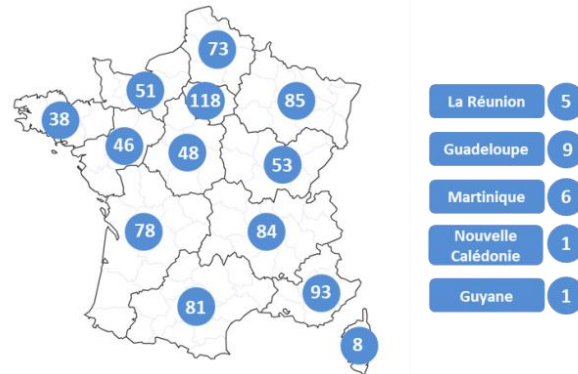 73
51
118
85
38
46
48
53
78
84
81
93
8
La Réunion 5
Guadeloupe 9
Martinique 6
Nouvelle
Calédonie 1
Guyane 1